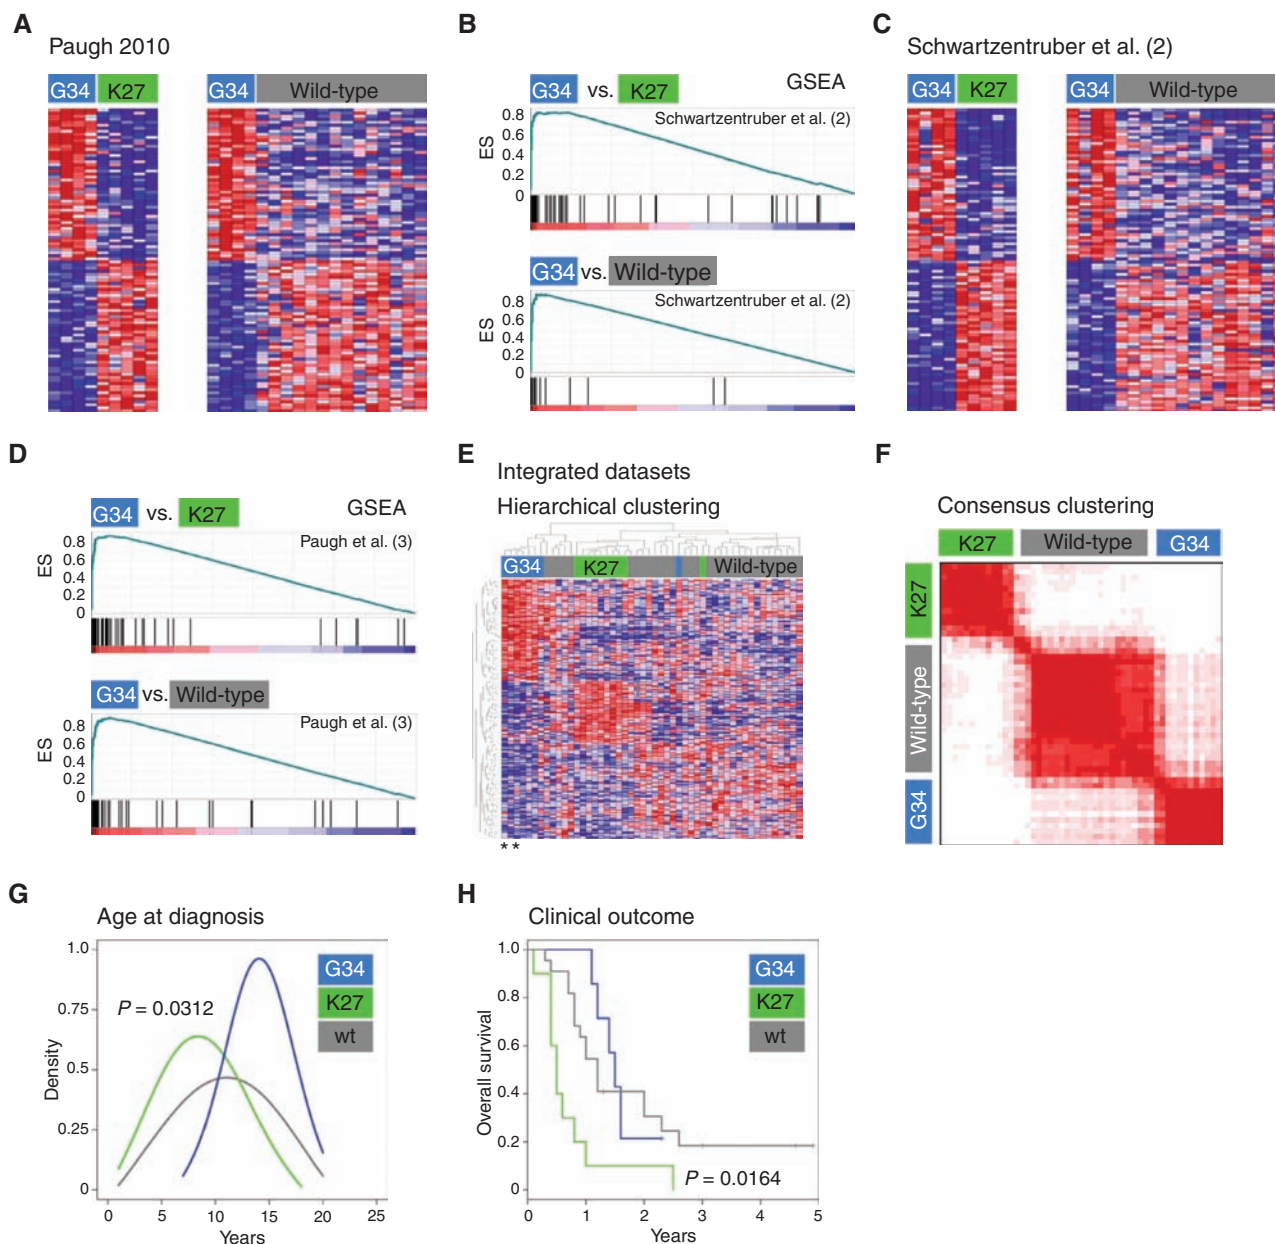 A
Paugh 2010
G34 K27 G34 Wild-type
B
G34 vs. K27 GSEA
Schwartzentruber et al. (2)
ES
0.8
0.6
0.4
0.2
0
G34 vs. Wild-type
Schwartzentruber et al. (2)
ES
0.8
0.6
0.4
0.2
0
C
Schwartzentruber et al. (2)
G34 K27 G34 Wild-type
D
G34 vs. K27 GSEA
Paugh et al. (3)
ES
0.8
0.6
0.4
0.2
0
G34 vs. Wild-type
Paugh et al. (3)
ES
0.8
0.6
0.4
0.2
0
E
Integrated datasets
Hierarchical clustering
G34 K27 Wild-type
**
F
Consensus clustering
K27 Wild-type G34
K27
Wild-type
G34
G
Age at diagnosis
1.0
0.75
0.5
0.25
0
Density
P = 0.0312
G34
K27
wt
0 5 10 15 20 25
Years
H
Clinical outcome
1.0
0.8
0.6
0.4
0.2
0
Overall survival
G34
K27
wt
P = 0.0164
0 1 2 3 4 5
Years